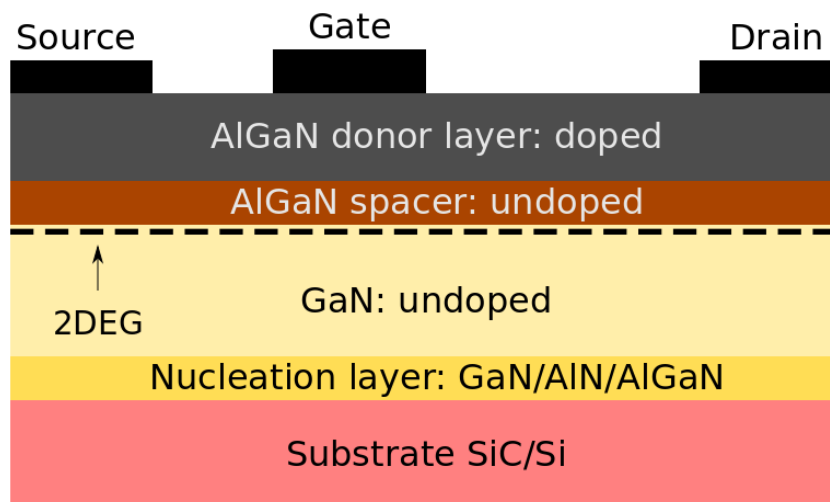 Source
Gate
Drain
AlGaN donor layer: doped
AlGaN spacer: undoped
GaN: undoped
2DEG
Nucleation layer: GaN/AlN/AlGaN
Substrate SiC/Si